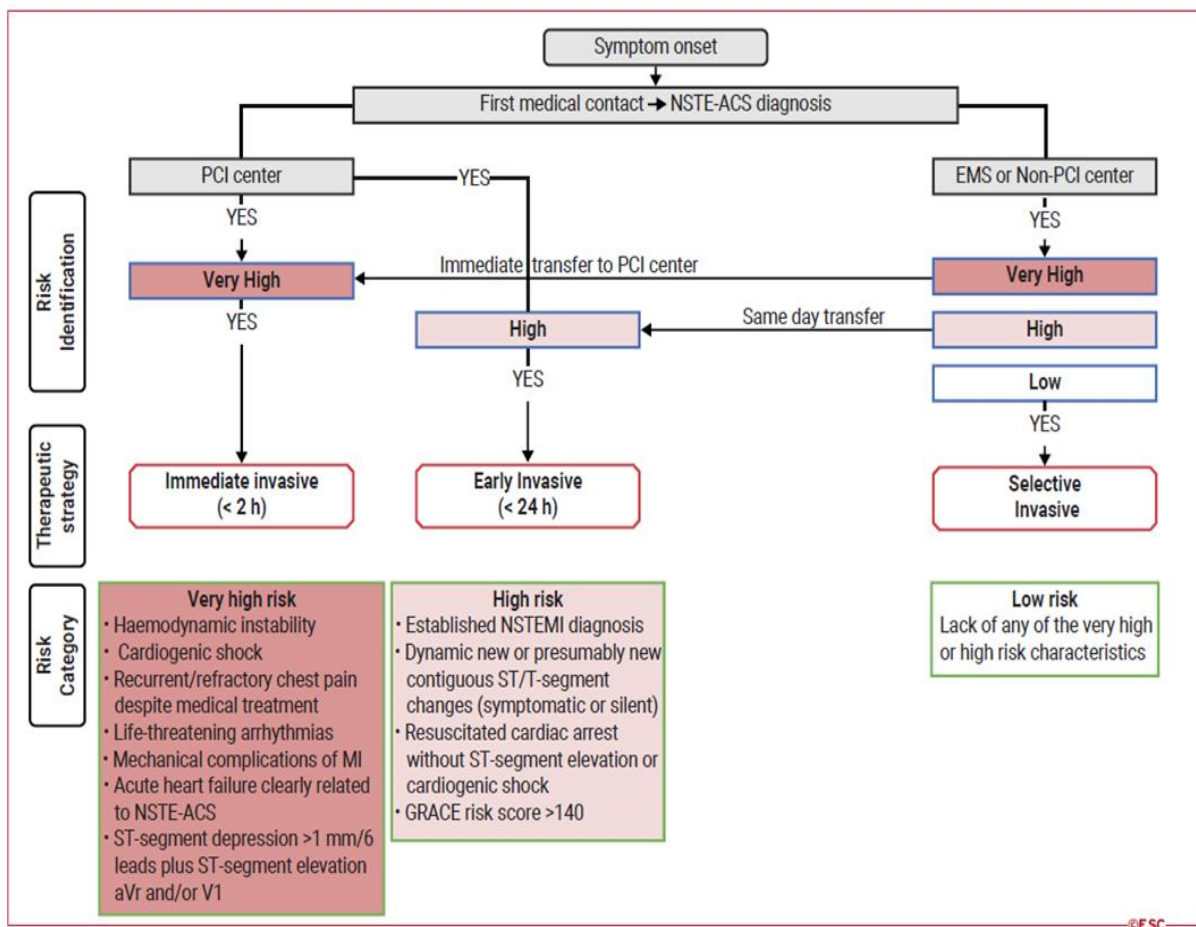 Symptom onset
First medical contact → NSTE-ACS diagnosis
PCI center
YES
EMS or Non-PCI center
YES
YES
Risk
Identification
Very High
Immediate transfer to PCI center
Very High
High
Same day transfer
High
YES
YES
Low
YES
Therapeutic
strategy
Immediate invasive
(< 2 h)
Early Invasive
(< 24 h)
Selective
Invasive
Risk
Category
Very high risk
· Haemodynamic instability
· Cardiogenic shock
· Recurrent/refractory chest pain
despite medical treatment
· Life-threatening arrhythmias
· Mechanical complications of MI
· Acute heart failure clearly related
to NSTE-ACS
· ST-segment depression >1 mm/6
leads plus ST-segment elevation
aVr and/or V1
High risk
· Established NSTEMI diagnosis
· Dynamic new or presumably new
contiguous ST/T-segment
changes (symptomatic or silent)
· Resuscitated cardiac arrest
without ST-segment elevation or
cardiogenic shock
· GRACE risk score >140
Low risk
Lack of any of the very high
or high risk characteristics
©ESC